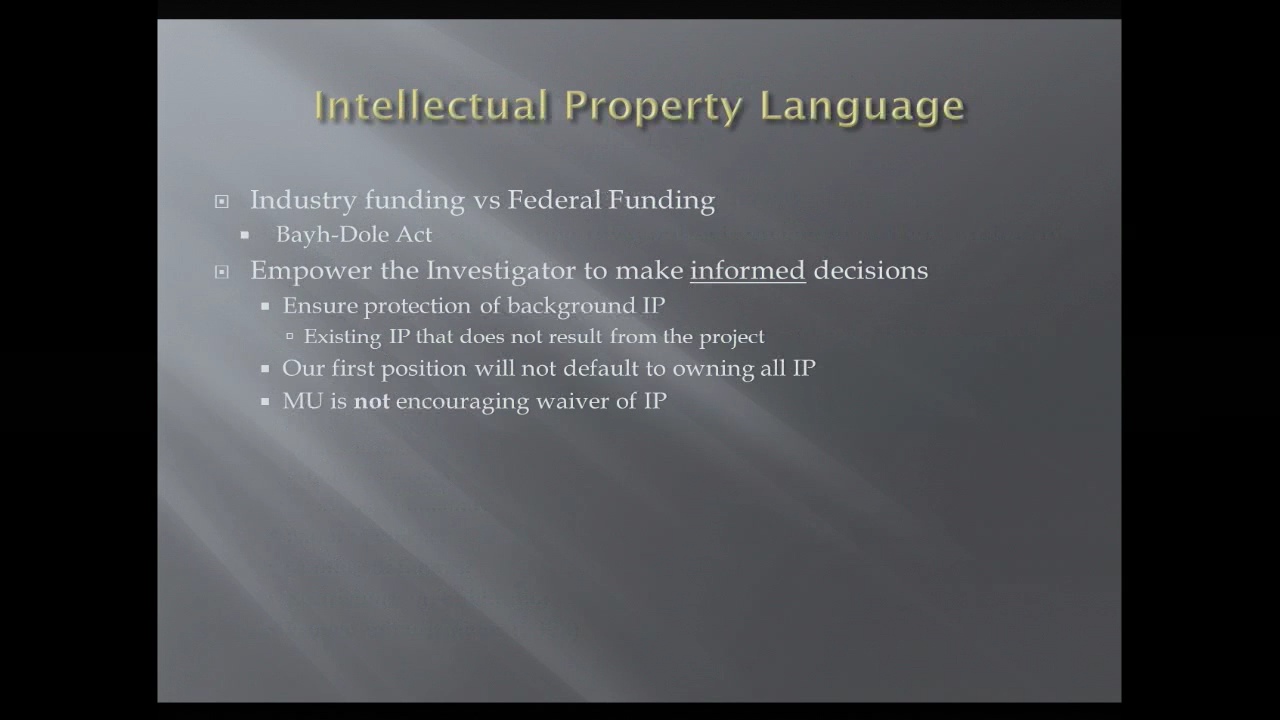 Intellectual Property Language
Industry funding vs Federal Funding
Bayh-Dole Act
Empower the Investigator to make informed decisions
Ensure protection of background IP
Existing IP that does not result from the project
Our first position will not default to owning all IP
MU is not encouraging waiver of IP